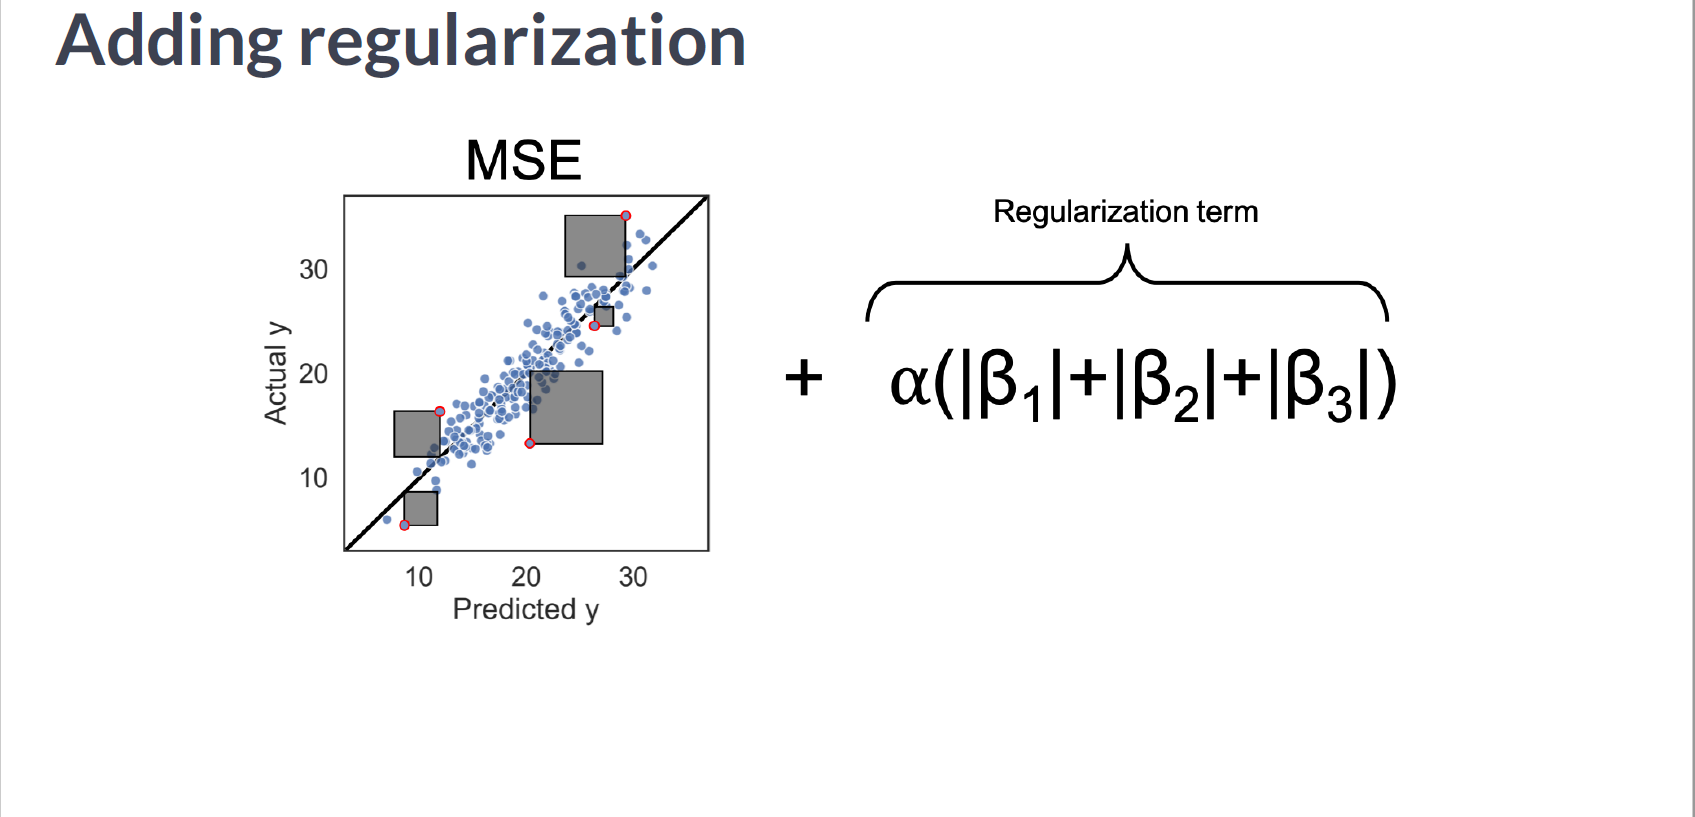 Adding regularization
MSE
30
20
10
Actual y
10 20 30
Predicted y
Regularization term
+ α(|β₁|+|β₂|+|β₃|)